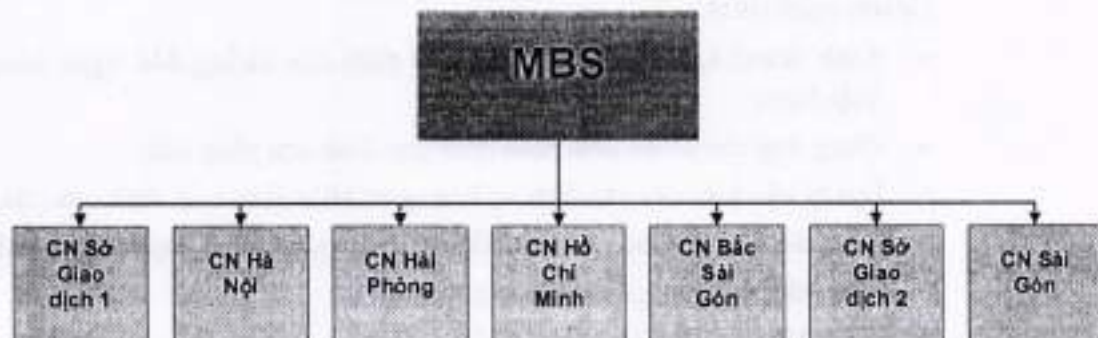 MBS
CN Sở
Giao
dịch 1
CN Hà
Nội
CN Hải
Phòng
CN Hồ
Chí
Minh
CN Bắc
Sài
Gòn
CN Sở
Giao
dịch 2
CN Sài
Gòn